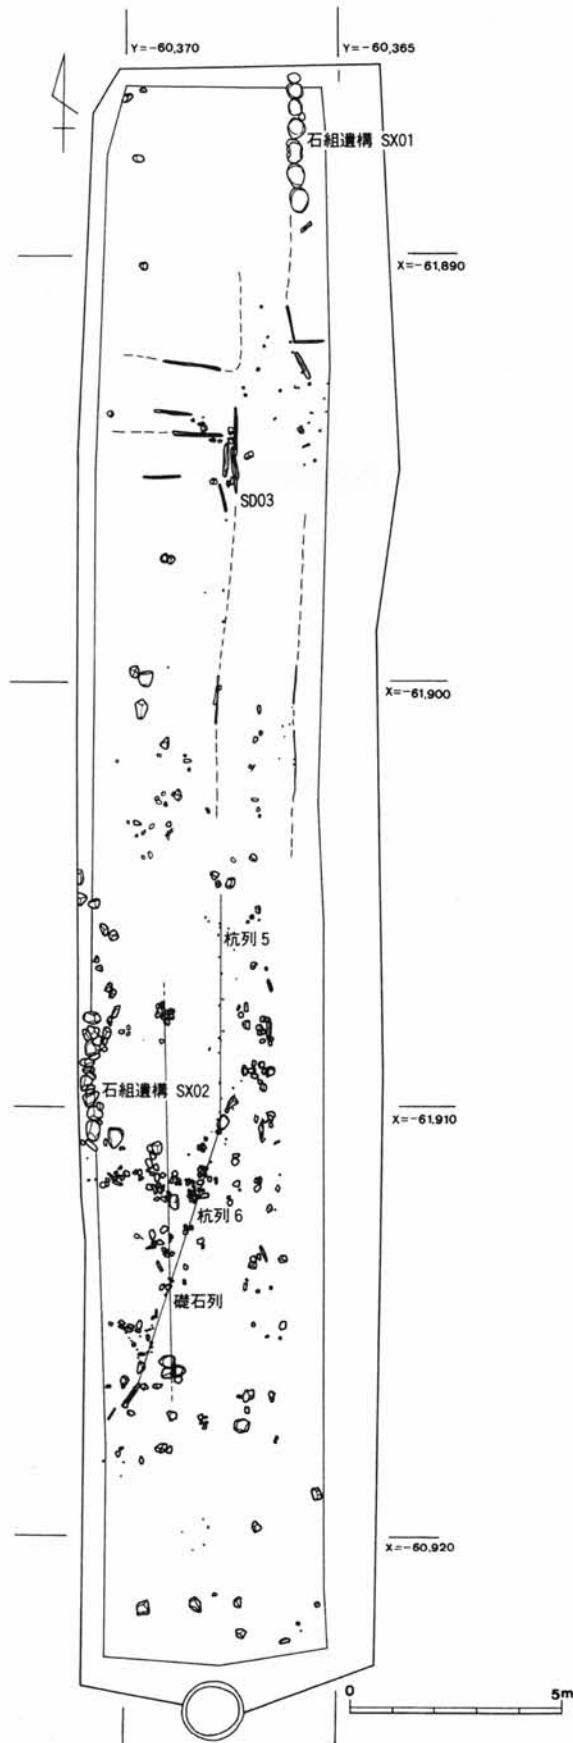 Y=-60,370
Y=-60,365
石組遺構 SX01
X=-61,890
SD03
X=-61,900
杭列 5
石組遺構 SX02
X=-61,910
杭列 6
礎石列
X=-60,920
0
5m